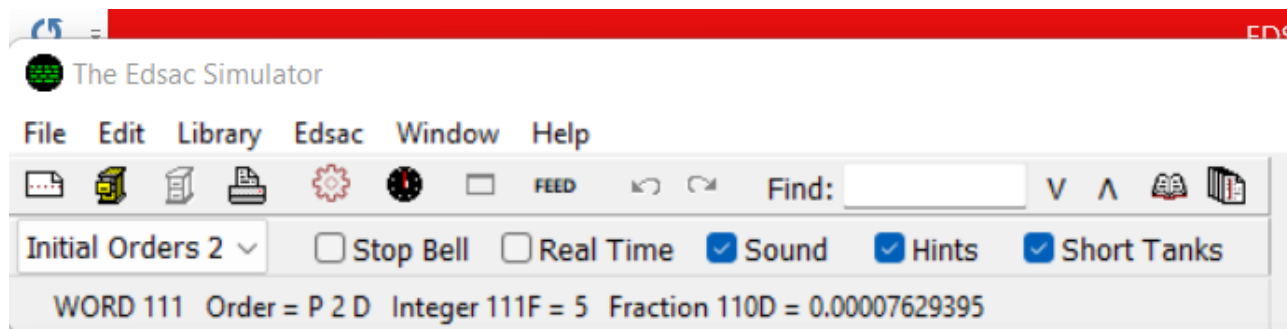 EDS
The Edsac Simulator
File Edit Library Edsac Window Help
FEED Find: V Λ
Initial Orders 2 Stop Bell Real Time Sound Hints Short Tanks
WORD 111 Order = P 2 D Integer 111F = 5 Fraction 110D = 0.00007629395